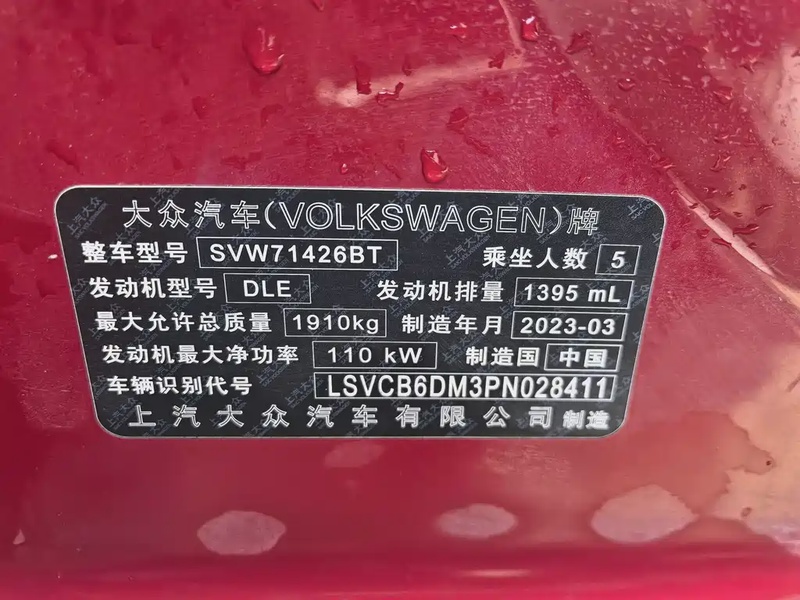 大众汽车(VOLKSWAGEN)牌
整车型号 SVW71426BT 乘坐人数 5
发动机型号 DLE 发动机排量 1395 mL
最大允许总质量 1910kg 制造年月 2023-03
发动机最大净功率 110 kW 制造国 中国
车辆识别代号 LSVCB6DM3PN028411
上汽大众汽车有限公司 制造